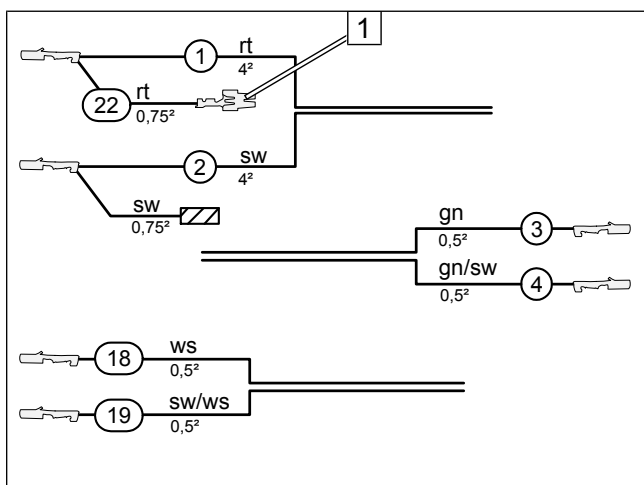 1
1 rt
4²
22 rt
0,75²
2 sw
4²
sw
0,75²
gn 3
0,5²
gn/sw 4
0,5²
18 ws
0,5²
19 sw/ws
0,5²